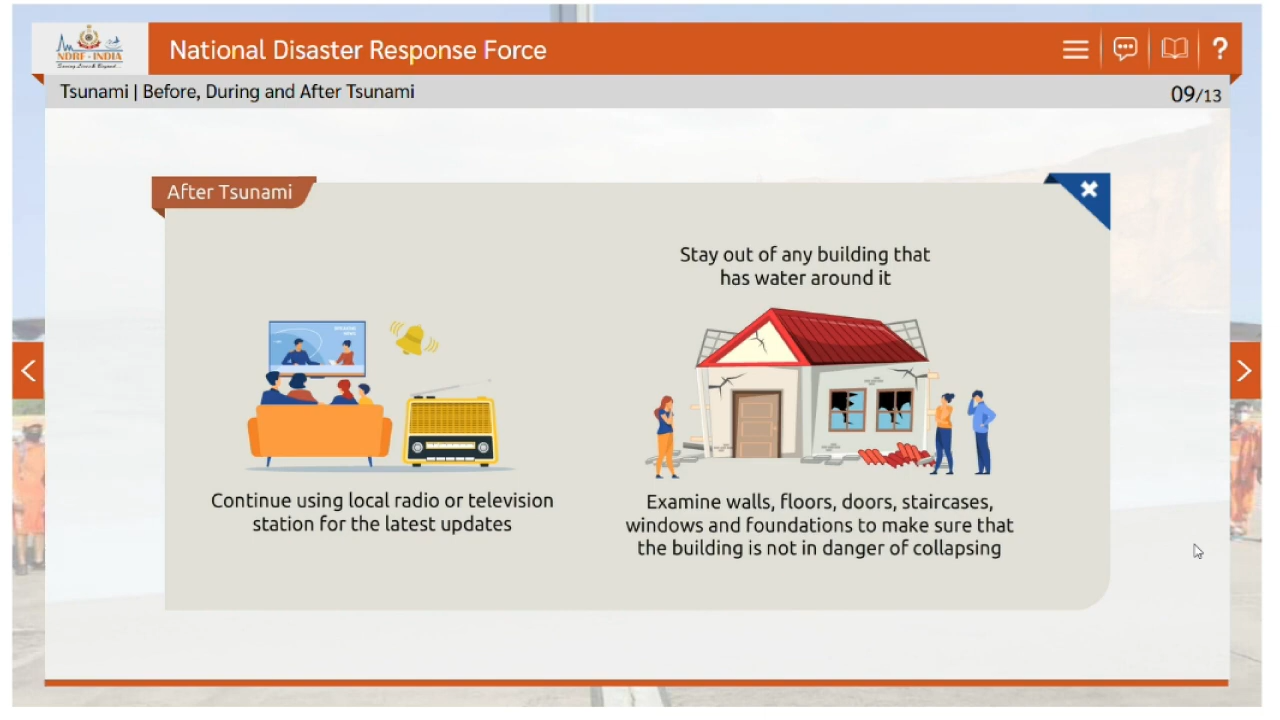 NDRF - INDIA
National Disaster Response Force
?
Tsunami | Before, During and After Tsunami
09/13
After Tsunami
Stay out of any building that
has water around it
Continue using local radio or television
station for the latest updates
Examine walls, floors, doors, staircases,
windows and foundations to make sure that
the building is not in danger of collapsing